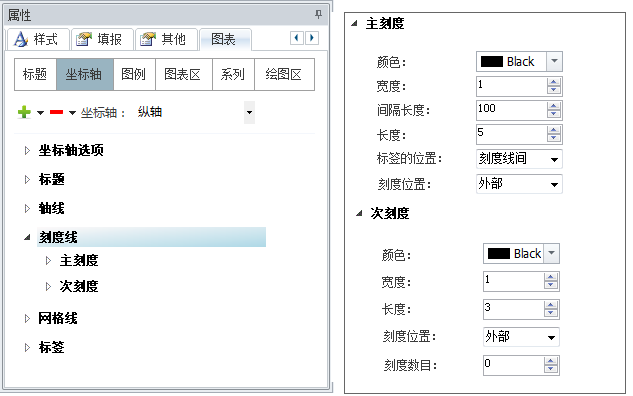 属性
样式 填报 其他 图表
标题 坐标轴 图例 图表区 系列 绘图区
坐标轴： 纵轴
坐标轴选项
标题
轴线
刻度线
主刻度
次刻度
网格线
标签
主刻度
颜色： Black
宽度： 1
间隔长度： 100
长度： 5
标签的位置： 刻度线间
刻度位置： 外部
次刻度
颜色： Black
宽度： 1
长度： 3
刻度位置： 外部
刻度数目： 0